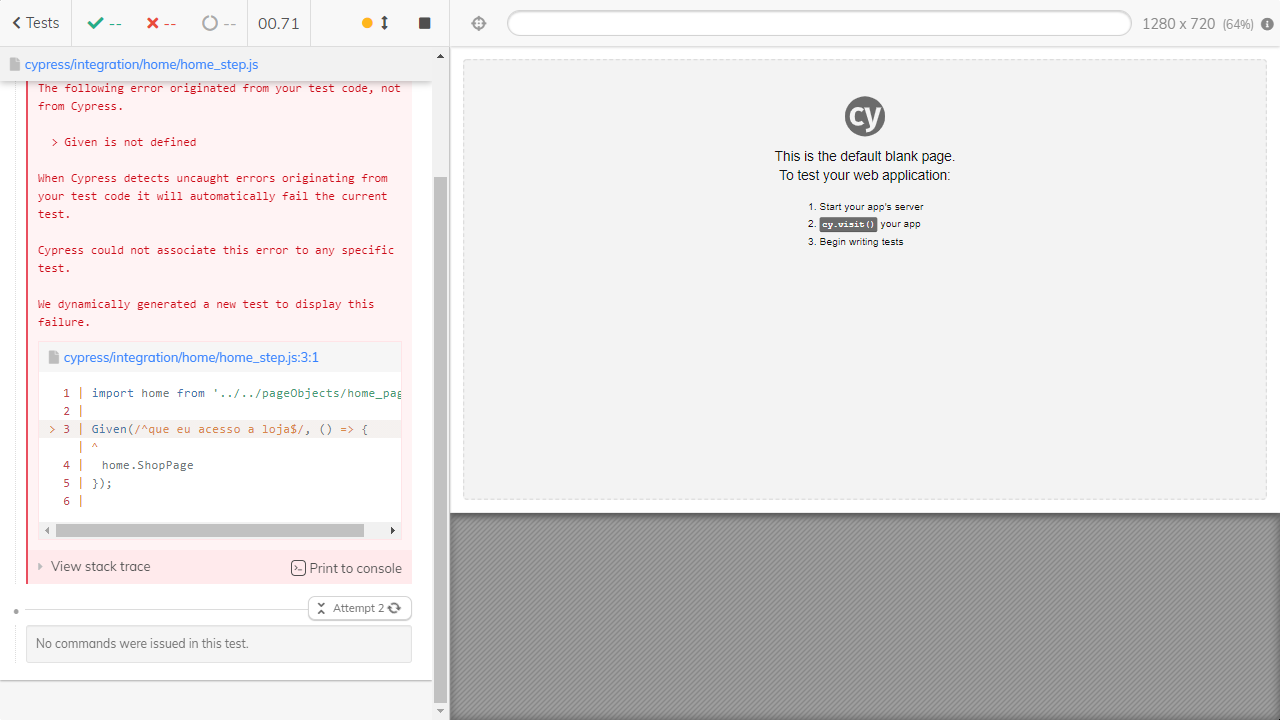 Tests
--
--
--
00.71
1280 x 720 (64%)
cypress/integration/home/home_step.js
The following error originated from your test code, not
from Cypress.
> Given is not defined
When Cypress detects uncaught errors originating from
your test code it will automatically fail the current
test.
Cypress could not associate this error to any specific
test.
We dynamically generated a new test to display this
failure.
cypress/integration/home/home_step.js:3:1
1 | import home from '../../pageObjects/home_pag
2 |
> 3 | Given(/^que eu acesso a loja$/, () => {
| ^
4 | home.ShopPage
5 | });
6 |
View stack trace
Print to console
Attempt 2
No commands were issued in this test.
cy
This is the default blank page.
To test your web application:
1. Start your app's server
2. cy.visit() your app
3. Begin writing tests